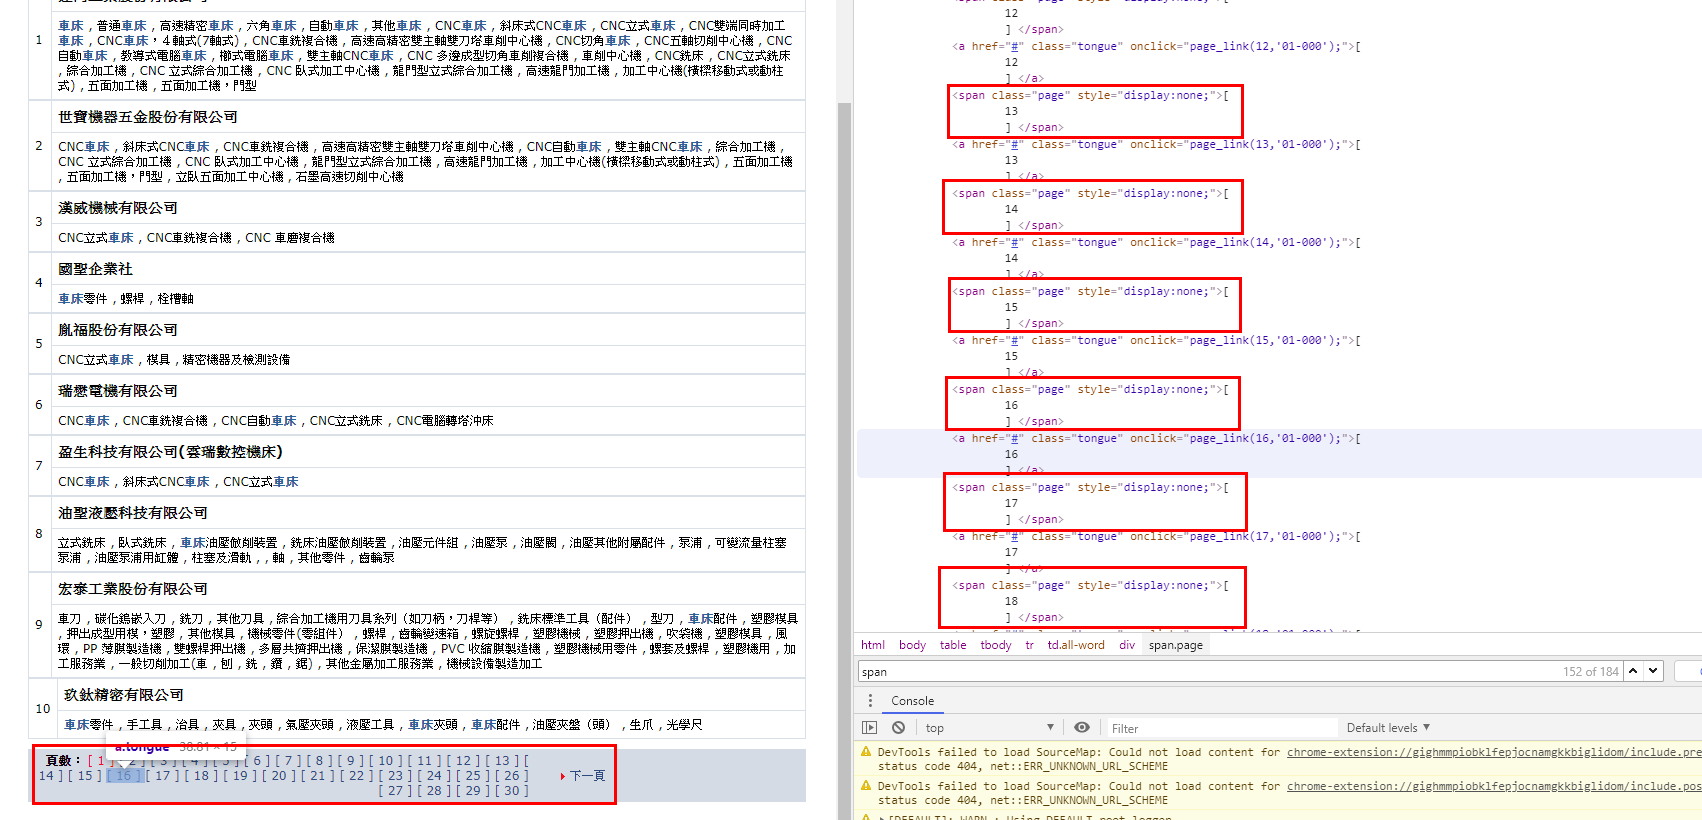 1
車床 , 普通車床 , 高速精密車床 , 六角車床 , 自動車床 , 其他車床 , CNC車床 , 斜床式CNC車床 , CNC立式車床 , CNC雙端同時加工
車床 , CNC車床，４軸式(7軸式) , CNC車銑複合機 , 高速高精密雙主軸雙刀塔車削中心機 , CNC切角車床 , CNC五軸切削中心機 , CNC
自動車床 , 教導式電腦車床 , 櫛式電腦車床 , 雙主軸CNC車床 , CNC 多邊成型切角車削複合機 , 車削中心機 , CNC銑床 , CNC立式銑床
, 綜合加工機 , CNC 立式綜合加工機 , CNC 臥式加工中心機 , 龍門型立式綜合加工機 , 高速龍門加工機 , 加工中心機(橫樑移動式或動柱
式) , 五面加工機 , 五面加工機，門型
2
世寶機器五金股份有限公司
CNC車床 , 斜床式CNC車床 , CNC車銑複合機 , 高速高精密雙主軸雙刀塔車削中心機 , CNC自動車床 , 雙主軸CNC車床 , 綜合加工機 ,
CNC 立式綜合加工機 , CNC 臥式加工中心機 , 龍門型立式綜合加工機 , 高速龍門加工機 , 加工中心機(橫樑移動式或動柱式) , 五面加工機
, 五面加工機，門型 , 立臥五面加工中心機 , 石墨高速切削中心機
3
漢威機械有限公司
CNC立式車床 , CNC車銑複合機 , CNC 車磨複合機
4
國聖企業社
車床零件 , 螺桿 , 栓槽軸
5
胤福股份有限公司
CNC立式車床 , 模具 , 精密機器及檢測設備
6
瑞懋電機有限公司
CNC車床 , CNC車銑複合機 , CNC自動車床 , CNC立式銑床 , CNC電腦轉塔沖床
7
盈生科技有限公司(雲瑞數控機床)
CNC車床 , 斜床式CNC車床 , CNC立式車床
8
油聖液壓科技有限公司
立式銑床 , 臥式銑床 , 車床油壓倣削裝置 , 銑床油壓倣削裝置 , 油壓元件組 , 油壓泵 , 油壓閥 , 油壓其他附屬配件 , 泵浦 , 可變流量柱塞
泵浦 , 油壓泵浦用缸體 , 柱塞及滑軌 , , 軸 , 其他零件 , 齒輪泵
9
宏泰工業股份有限公司
車刀 , 碳化鎢嵌入刀 , 銑刀 , 其他刀具 , 綜合加工機用刀具系列（如刀柄，刀桿等） , 銑床標準工具（配件） , 型刀 , 車床配件 , 塑膠模具
, 押出成型用模，塑膠 , 其他模具 , 機械零件(零組件） , 螺桿 , 齒輪變速箱 , 螺旋螺桿 , 塑膠機械 , 塑膠押出機 , 吹袋機 , 塑膠模具 , 風
環 , PP 薄膜製造機 , 雙螺桿押出機 , 多層共擠押出機 , 保潔膜製造機 , PVC 收縮膜製造機 , 塑膠機械用零件 , 螺套及螺桿 , 塑膠機用 , 加
工服務業 , 一般切削加工(車 , 刨 , 銑 , 鑽 , 鋸) , 其他金屬加工服務業 , 機械設備製造加工
10
玖鈦精密有限公司
車床零件 , 手工具 , 治具 , 夾具 , 夾頭 , 氣壓夾頭 , 液壓工具 , 車床夾頭 , 車床配件 , 油壓夾盤（頭） , 生爪 , 光學尺
a.tongue 38.81 × 15
頁數： [ 1 ] [ 2 ] [ 3 ] [ 4 ] [ 5 ] [ 6 ] [ 7 ] [ 8 ] [ 9 ] [ 10 ] [ 11 ] [ 12 ] [ 13 ] [
14 ] [ 15 ] [ 16 ] [ 17 ] [ 18 ] [ 19 ] [ 20 ] [ 21 ] [ 22 ] [ 23 ] [ 24 ] [ 25 ] [ 26 ]
[ 27 ] [ 28 ] [ 29 ] [ 30 ]
下一頁
12
] </span>
<a href="#" class="tongue" onclick="page_link(12,'01-000');">[
12
] </a>
<span class="page" style="display:none;">[
13
] </span>
<a href="#" class="tongue" onclick="page_link(13,'01-000');">[
13
] </a>
<span class="page" style="display:none;">[
14
] </span>
<a href="#" class="tongue" onclick="page_link(14,'01-000');">[
14
] </a>
<span class="page" style="display:none;">[
15
] </span>
<a href="#" class="tongue" onclick="page_link(15,'01-000');">[
15
] </a>
<span class="page" style="display:none;">[
16
] </span>
<a href="#" class="tongue" onclick="page_link(16,'01-000');">[
16
] </a>
<span class="page" style="display:none;">[
17
] </span>
<a href="#" class="tongue" onclick="page_link(17,'01-000');">[
17
] </a>
<span class="page" style="display:none;">[
18
] </span>
html body table tbody tr td.all-word div span.page
span
152 of 184
Console
top
Filter
Default levels ▼
DevTools failed to load SourceMap: Could not load content for chrome-extension://gighmmpiobklfepjocnamgkkbiglidom/include.pre
status code 404, net::ERR_UNKNOWN_URL_SCHEME
DevTools failed to load SourceMap: Could not load content for chrome-extension://gighmmpiobklfepjocnamgkkbiglidom/include.pos
status code 404, net::ERR_UNKNOWN_URL_SCHEME
[DEFAULT]: WARN : Using DEFAULT root logger